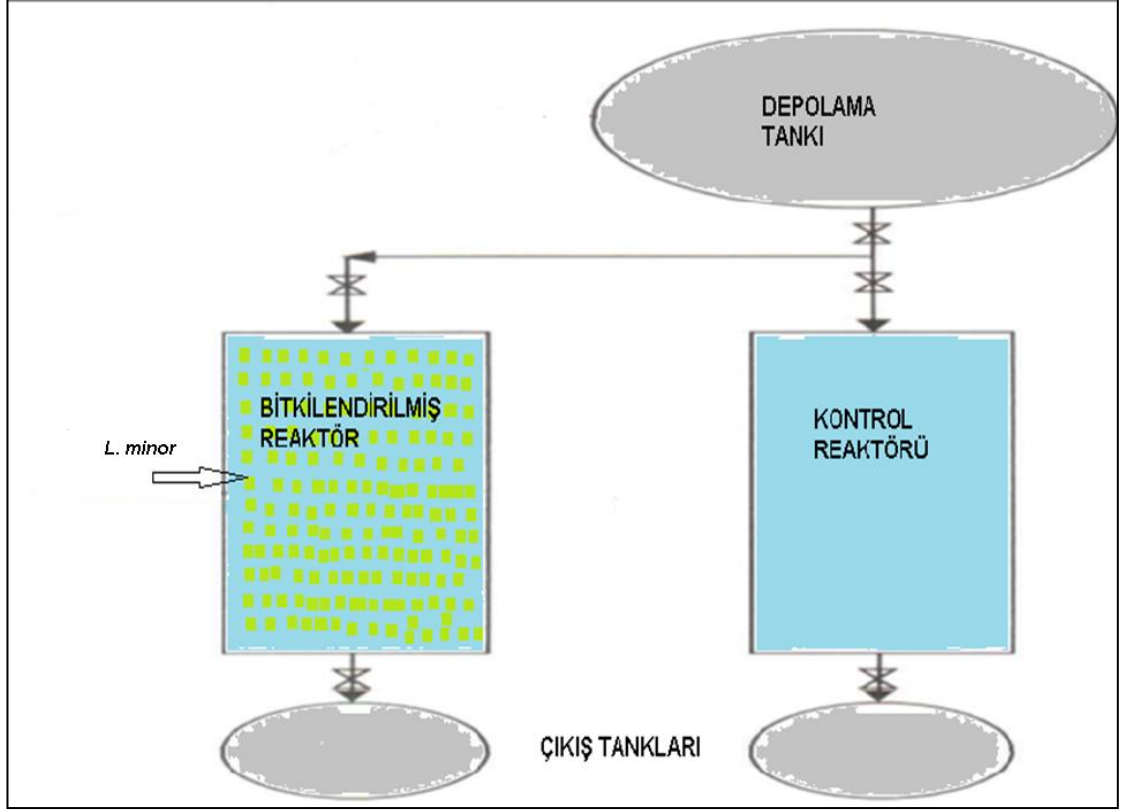 DEPOLAMA
TANKI
BİTKİLENDİRİLMİŞ
REAKTÖR
L. minor
KONTROL
REAKTÖRÜ
ÇIKIŞ TANKLARI